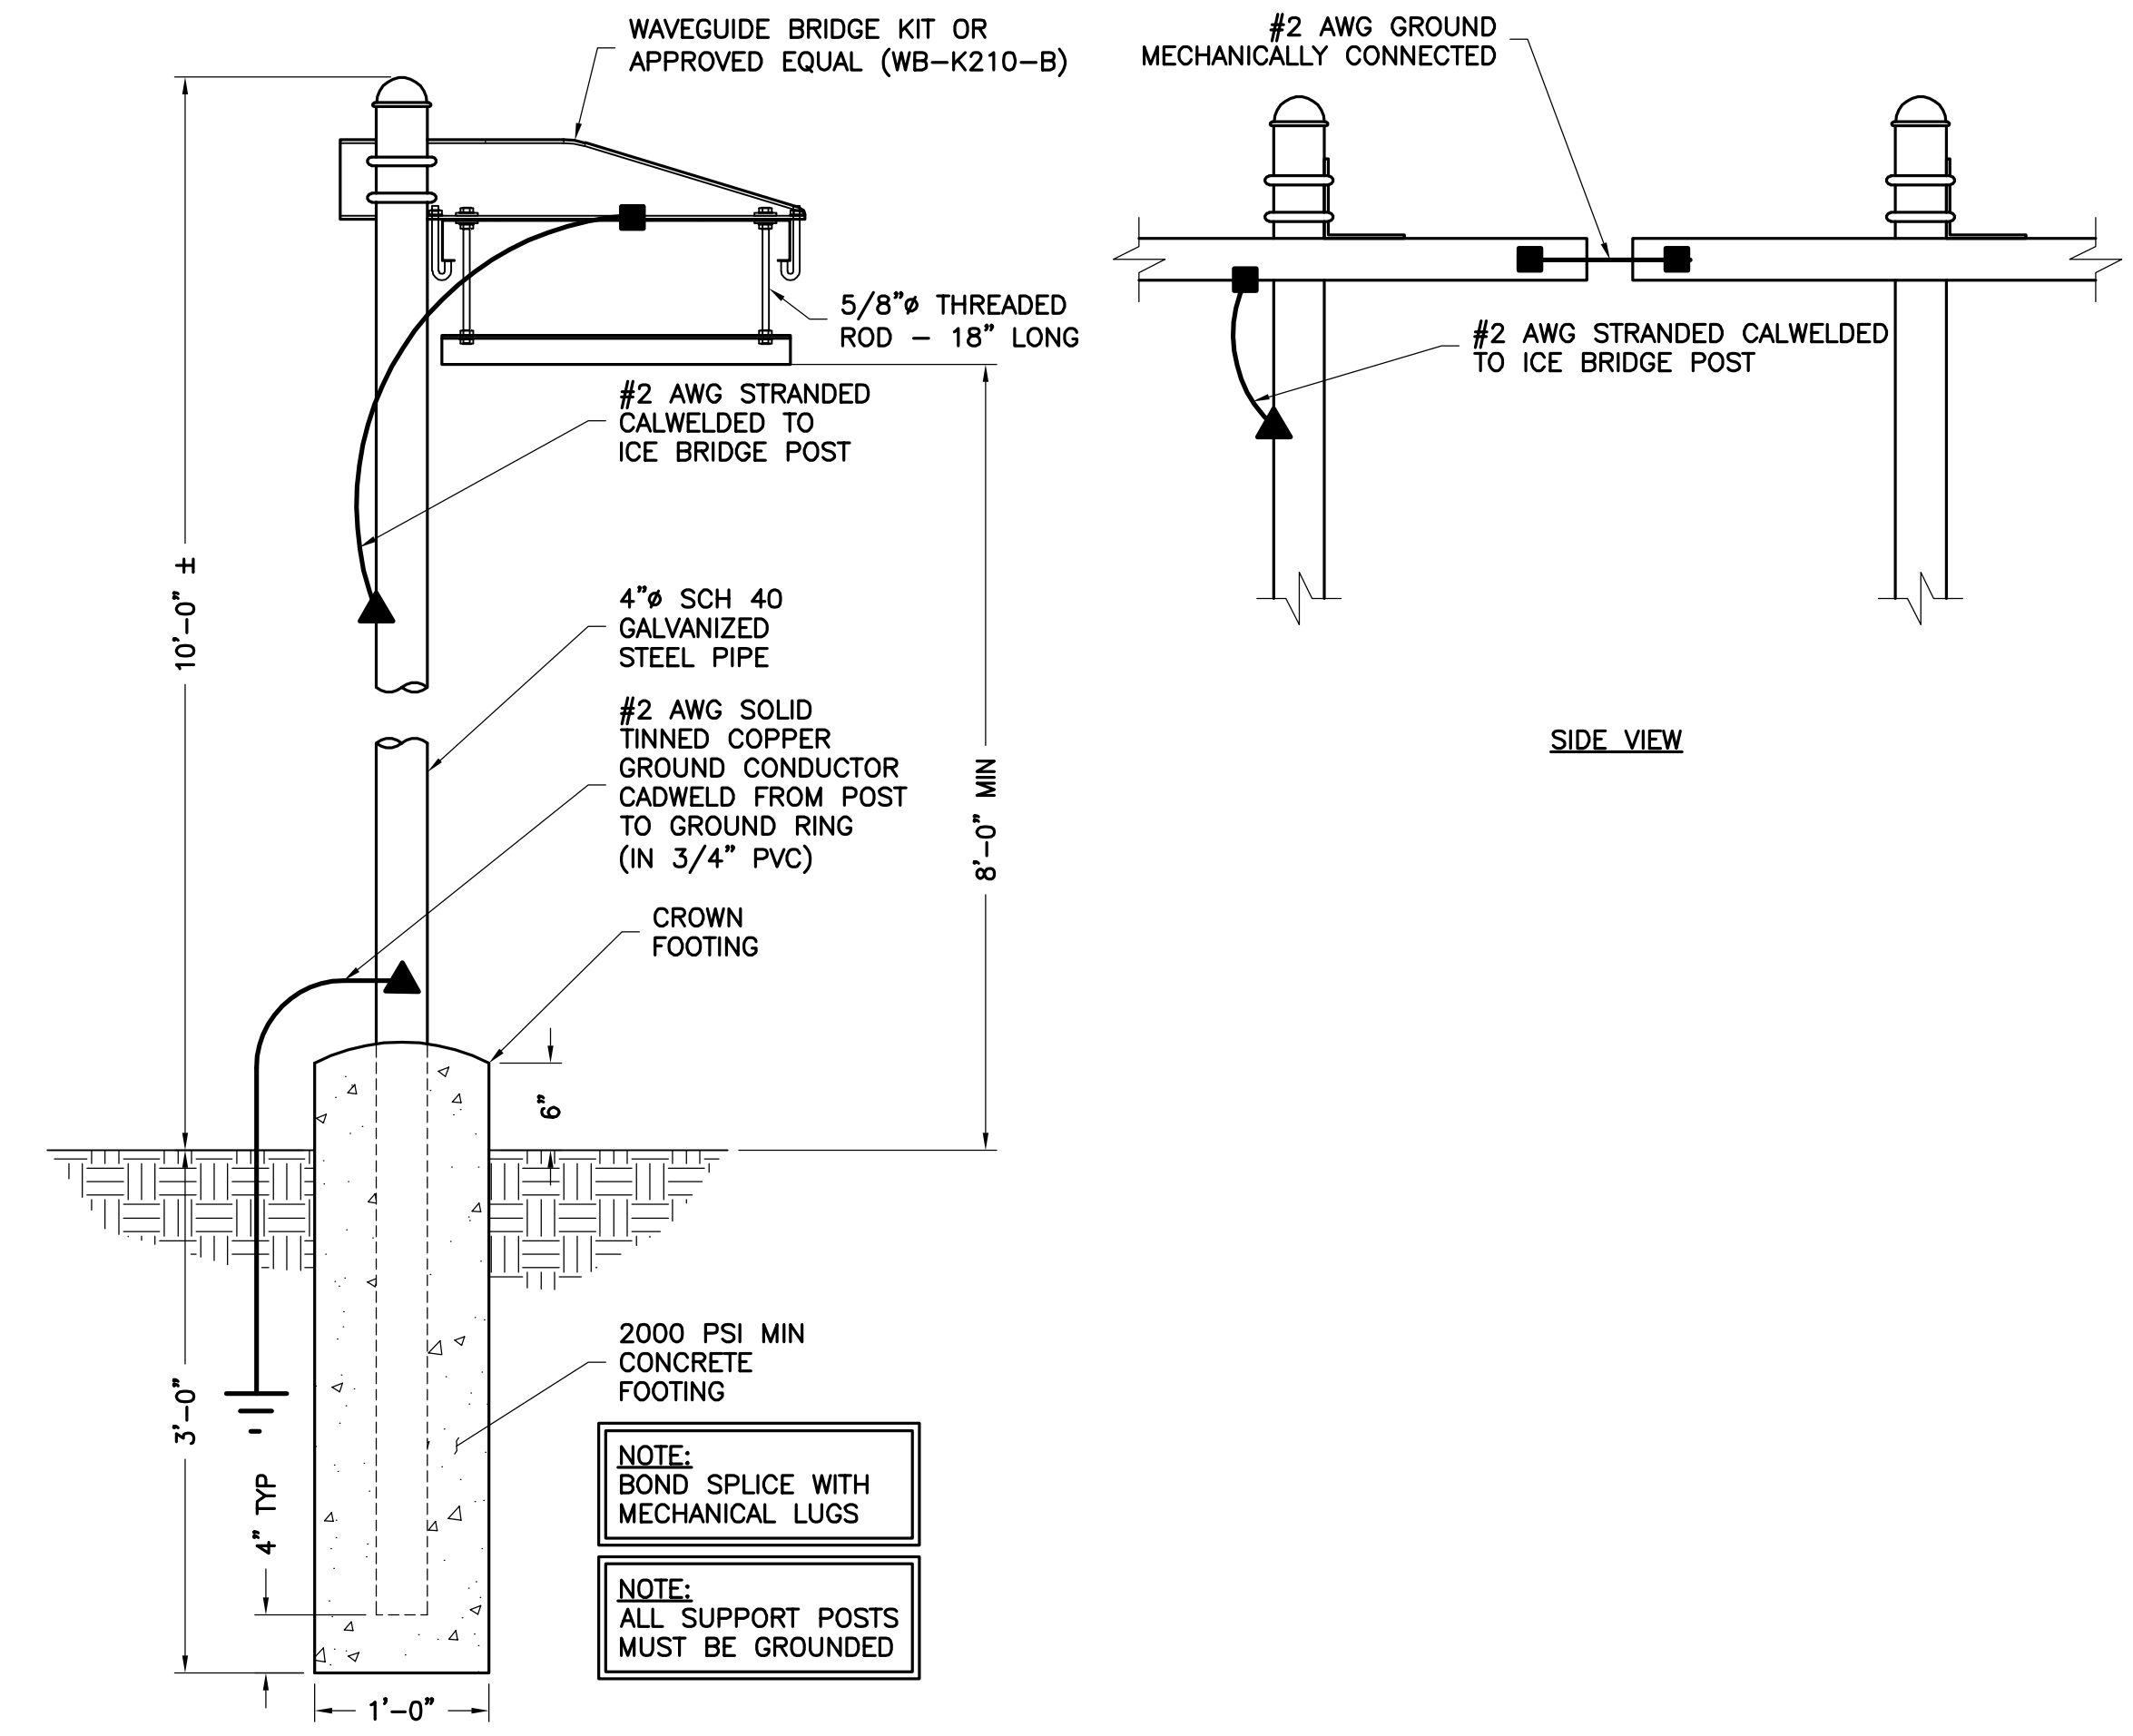 WAVEGUIDE BRIDGE KIT OR
APPROVED EQUAL (WB-K210-B)
#2 AWG GROUND
MECHANICALLY CONNECTED
5/8"ø THREADED
ROD - 18" LONG
#2 AWG STRANDED CALWELDED
TO ICE BRIDGE POST
#2 AWG STRANDED
CALWELDED TO
ICE BRIDGE POST
10'-0" ±
4"ø SCH 40
GALVANIZED
STEEL PIPE
#2 AWG SOLID
TINNED COPPER
GROUND CONDUCTOR
CADWELD FROM POST
TO GROUND RING
(IN 3/4" PVC)
8'-0" MIN
SIDE VIEW
CROWN
FOOTING
6"
2000 PSI MIN
CONCRETE
FOOTING
3'-0"
4" TYP
NOTE:
BOND SPLICE WITH
MECHANICAL LUGS
NOTE:
ALL SUPPORT POSTS
MUST BE GROUNDED
1'-0"